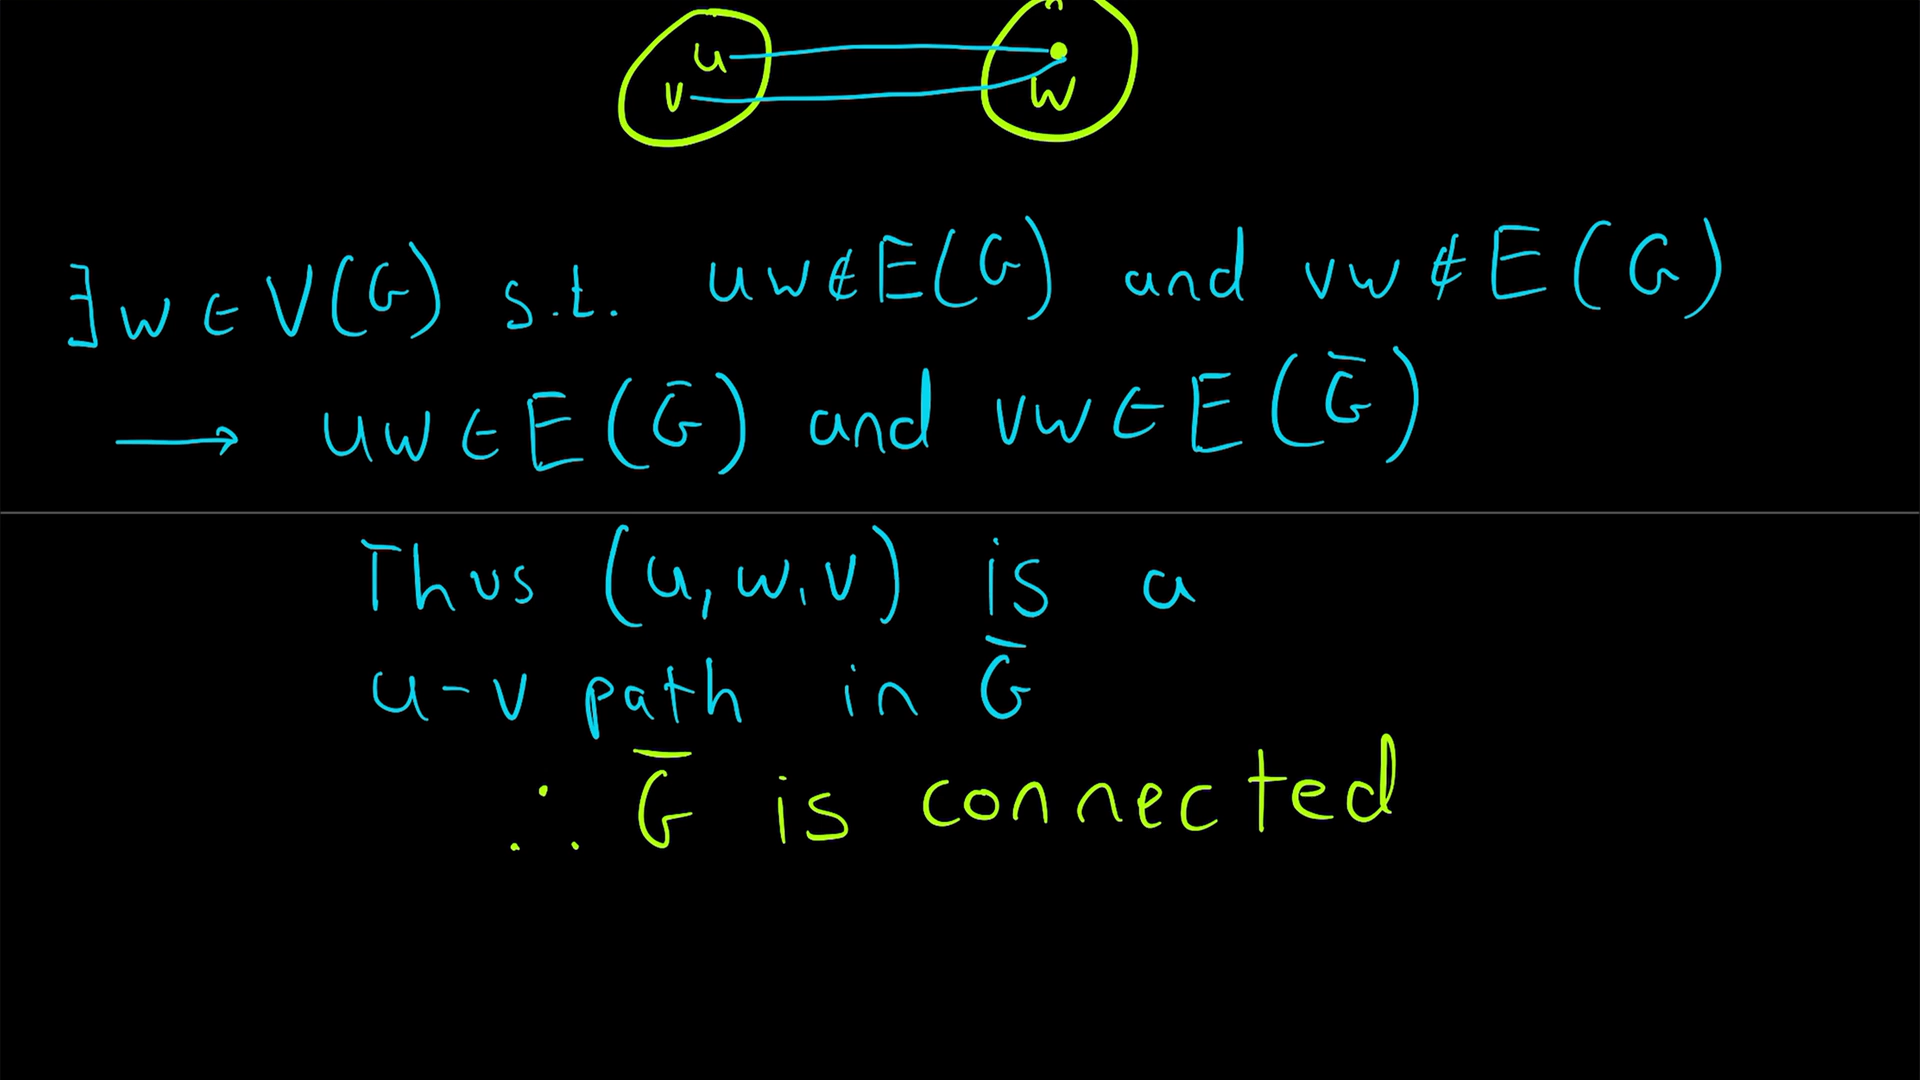 u
v
w
∃ w ∈ V(G) s.t. uw ∉ E(G) and vw ∉ E(G)
→ uw ∈ E(Ḡ) and vw ∈ E(Ḡ)
Thus (u, w, v) is a
u-v path in Ḡ
∴ Ḡ is connected